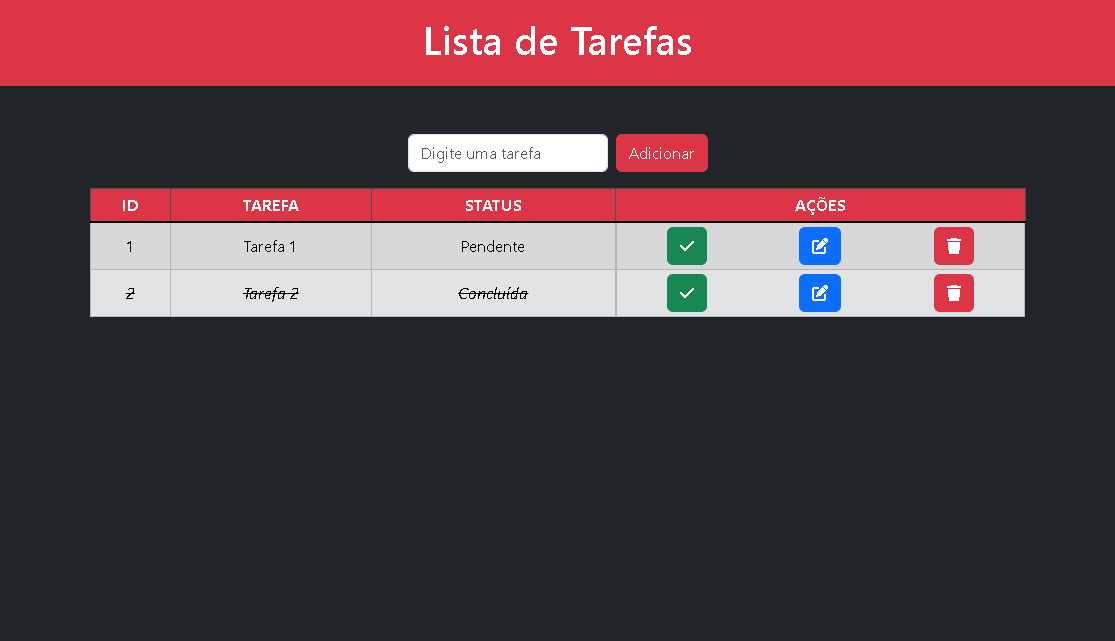 Lista de Tarefas
Digite uma tarefa Adicionar
ID TAREFA STATUS AÇÕES
1 Tarefa 1 Pendente
2 Tarefa 2 Concluída